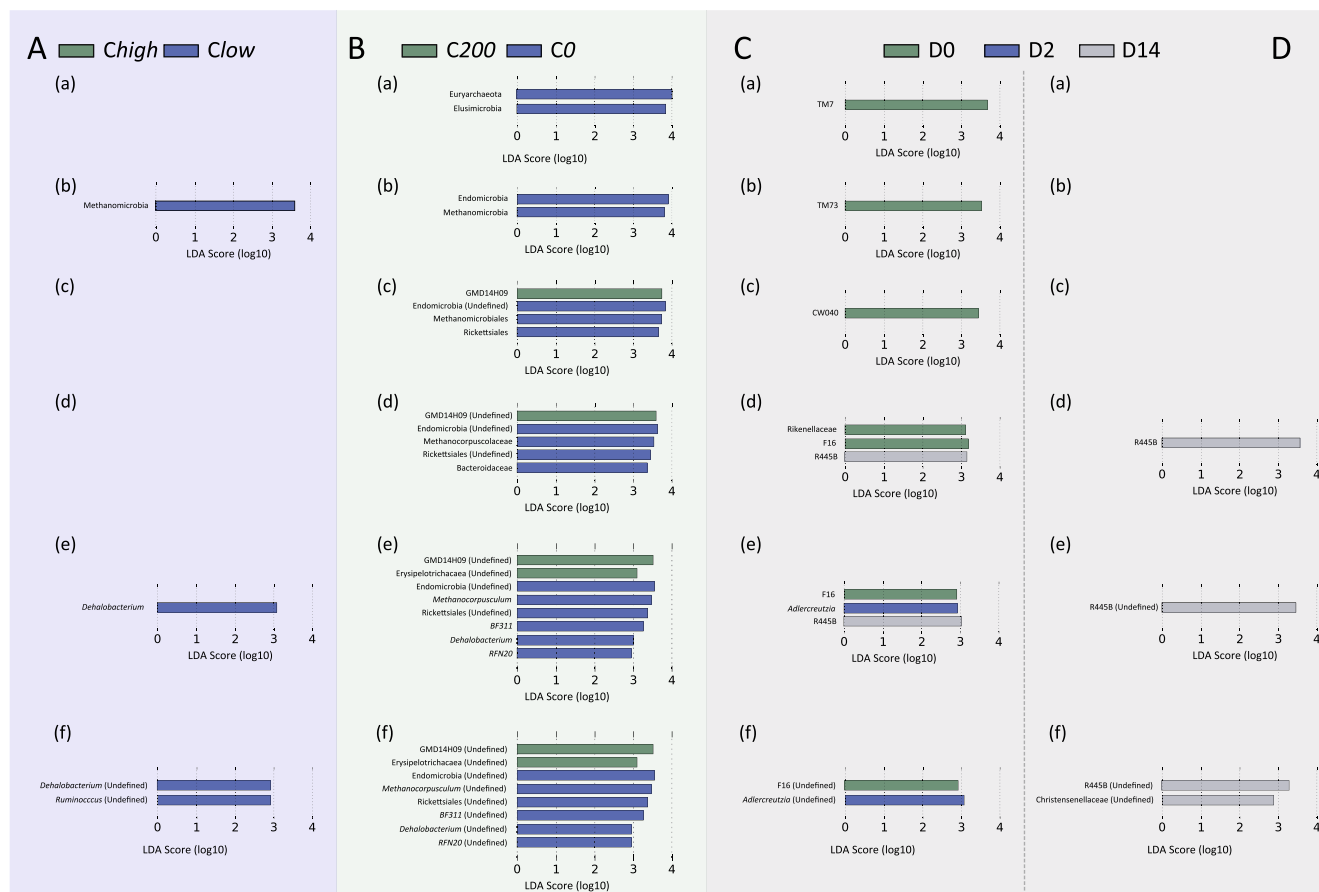 A Chigh Clow
(a)
(b)
Methanomicrobia
0 1 2 3 4
LDA Score (log10)
(c)
(d)
(e)
Dehalobacterium
0 1 2 3 4
LDA Score (log10)
(f)
Dehalobacterium (Undefined)
Ruminocccus (Undefined)
0 1 2 3 4
LDA Score (log10)
B C200 C0
(a)
Euryarchaeota
Elusimicrobia
0 1 2 3 4
LDA Score (log10)
(b)
Endomicrobia
Methanomicrobia
0 1 2 3 4
LDA Score (log10)
(c)
GMD14H09
Endomicrobia (Undefined)
Methanomicrobiales
Rickettsiales
0 1 2 3 4
LDA Score (log10)
(d)
GMD14H09 (Undefined)
Endomicrobia (Undefined)
Methanocorpuscolaceae
Rickettsiales (Undefined)
Bacteroidaceae
0 1 2 3 4
LDA Score (log10)
(e)
GMD14H09 (Undefined)
Erysipelotrichacaea (Undefined)
Endomicrobia (Undefined)
Methanocorpusculum
Rickettsiales (Undefined)
BF311
Dehalobacterium
RFN20
0 1 2 3 4
LDA Score (log10)
(f)
GMD14H09 (Undefined)
Erysipelotrichacaea (Undefined)
Endomicrobia (Undefined)
Methanocorpusculum (Undefined)
Rickettsiales (Undefined)
BF311 (Undefined)
Dehalobacterium (Undefined)
RFN20 (Undefined)
0 1 2 3 4
LDA Score (log10)
C D0 D2 D14 D
(a)
TM7
0 1 2 3 4
LDA Score (log10)
(b)
TM73
0 1 2 3 4
LDA Score (log10)
(c)
CW040
0 1 2 3 4
LDA Score (log10)
(d)
Rikenellaceae
F16
R445B
0 1 2 3 4
LDA Score (log10)
(e)
F16
Adlercreutzia
R445B
0 1 2 3 4
LDA Score (log10)
(f)
F16 (Undefined)
Adlercreutzia (Undefined)
0 1 2 3 4
LDA Score (log10)
(a)
(b)
(c)
(d)
R445B
0 1 2 3 4
LDA Score (log10)
(e)
R445B (Undefined)
0 1 2 3 4
LDA Score (log10)
(f)
R445B (Undefined)
Christensenellaceae (Undefined)
0 1 2 3 4
LDA Score (log10)